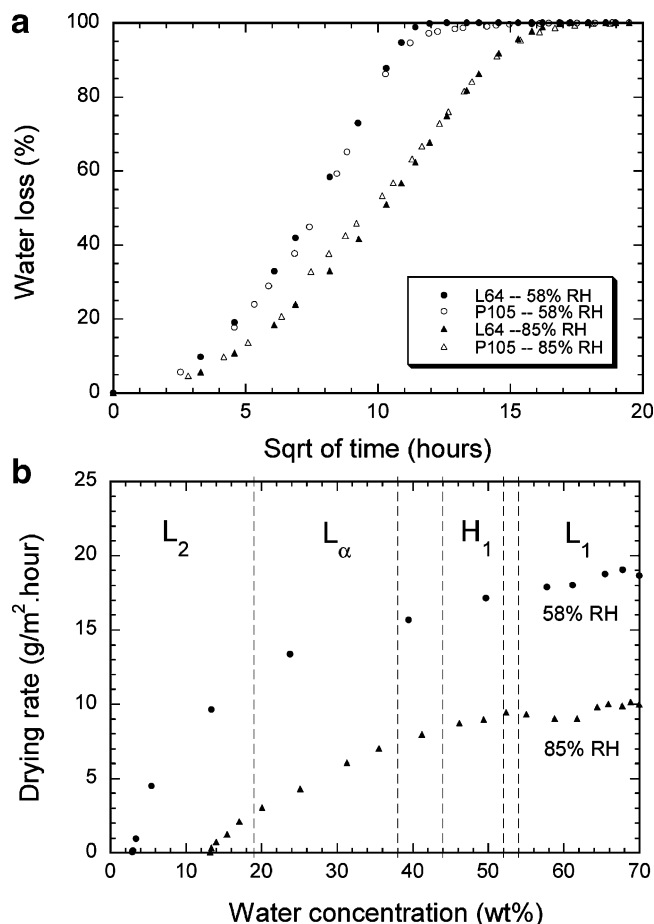 a
100
80
60
40
20
0
Water loss (%)
L64 -- 58% RH
P105 -- 58% RH
L64 --85% RH
P105 -- 85% RH
0 5 10 15 20
Sqrt of time (hours)
b
25
20
15
10
5
0
Drying rate (g/m².hour)
L₂ Lα H₁ L₁
58% RH
85% RH
0 10 20 30 40 50 60 70
Water concentration (wt%)